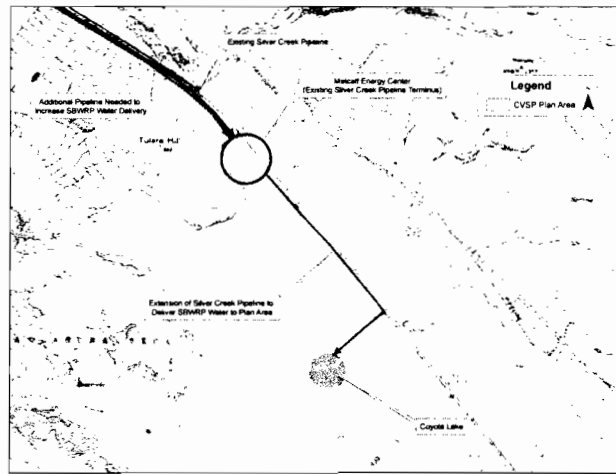 Existing Silver Creek Pipeline
Metcalf Energy Center
(Existing Silver Creek Pipeline Terminus)
Legend
CVSP Plan Area
Additional Pipeline Needed to
Increase SBWRP Water Delivery
Tulare Hill
Extension of Silver Creek Pipeline to
Deliver SBWRP Water to Plan Area
Coyote Lake